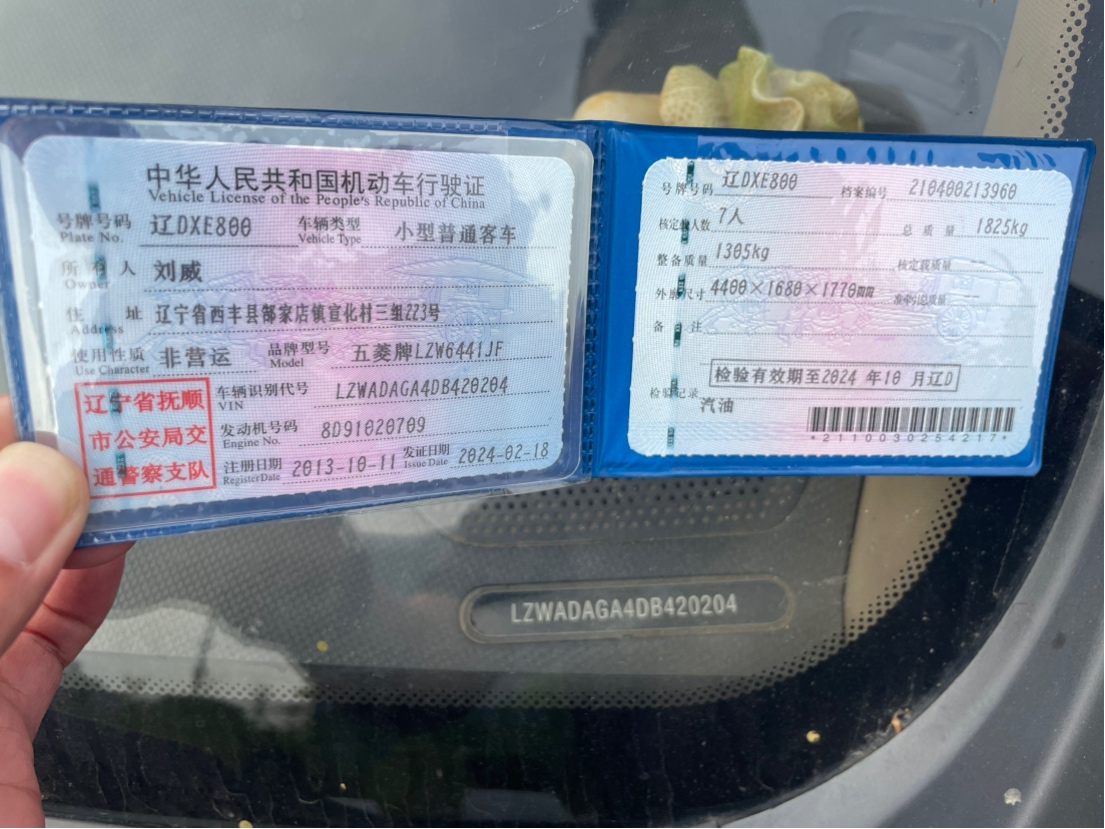 中华人民共和国机动车行驶证
Vehicle License of the People's Republic of China
号牌号码 辽DXE800 车辆类型 小型普通客车
Plate No. Vehicle Type
所有人 刘威
Owner
住址 辽宁省西丰县郜家店镇宣化村三组223号
Address
使用性质 非营运 品牌型号 五菱牌LZW6441JF
Use Character Model
辽宁省抚顺
市公安局交
通警察支队
车辆识别代号 LZWADAGA4DB420204
VIN
发动机号码 8D91020709
Engine No.
注册日期 2013-10-11 发证日期 2024-02-18
Register Date Issue Date
号牌号码 辽DXE800 档案编号 210400213960
核定载人数 7人 总质量 1825kg
整备质量 1305kg 核定载质量
外廓尺寸 4400×1680×1770mm 准牵引总质量 --
备注
检验有效期至2024 年10 月辽D
检验记录
汽油
*2110030254217*
LZWADAGA4DB420204